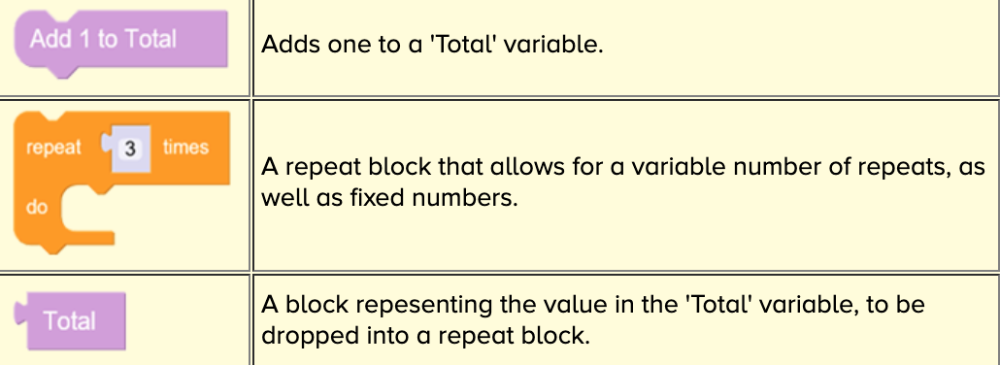 Add 1 to Total
Adds one to a 'Total' variable.
repeat 3 times
do
A repeat block that allows for a variable number of repeats, as
well as fixed numbers.
Total
A block repesenting the value in the 'Total' variable, to be
dropped into a repeat block.